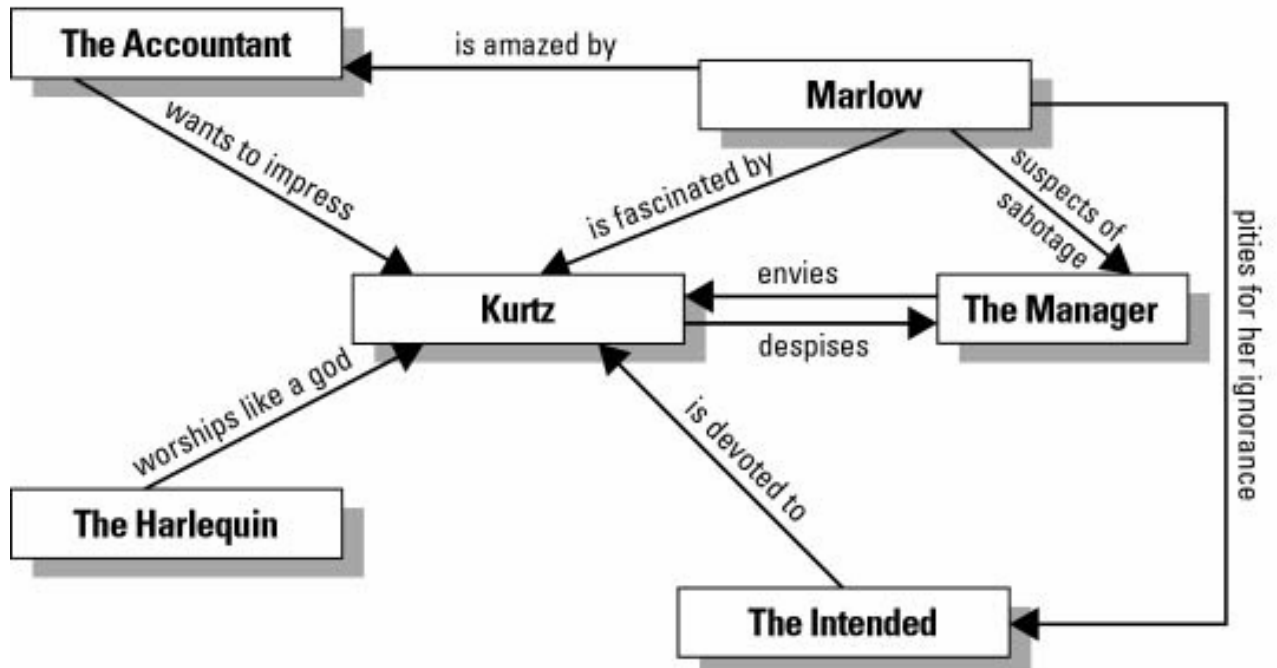 The Accountant
is amazed by
Marlow
wants to impress
is fascinated by
suspects of
sabotage
pities for her ignorance
Kurtz
envies
despises
The Manager
worships like a god
is devoted to
The Harlequin
The Intended